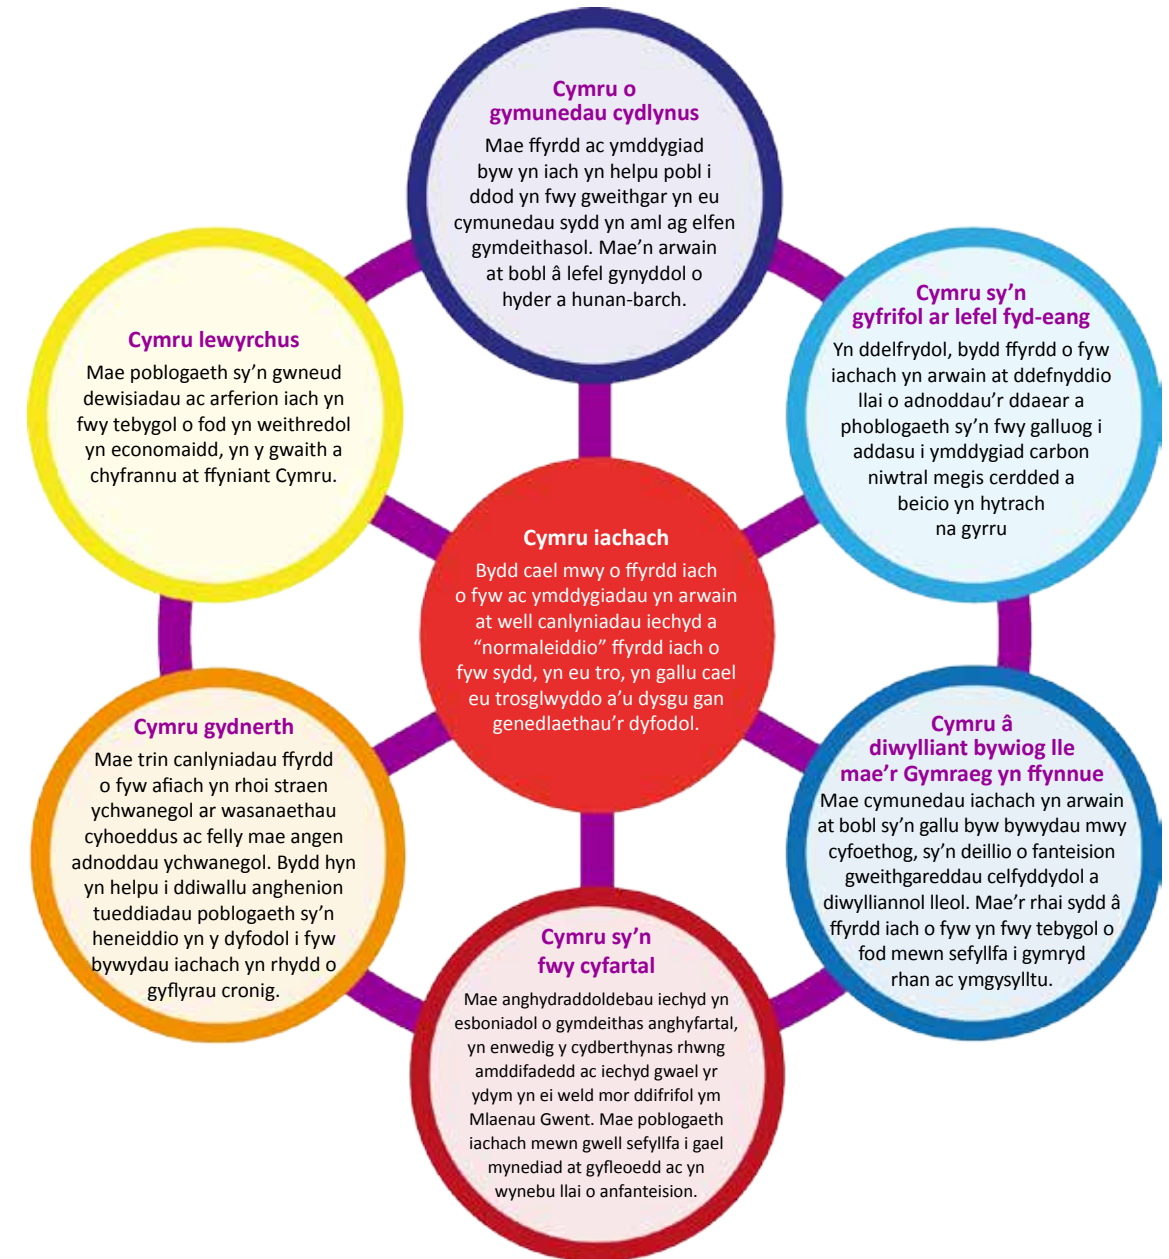 Cymru o
gymunedau cydlynus
Mae ffyrdd ac ymddygiad
byw yn iach yn helpu pobl i
ddod yn fwy gweithgar yn eu
cymunedau sydd yn aml ag elfen
gymdeithasol. Mae'n arwain
at bobl â lefel gynyddol o
hyder a hunan-barch.
Cymru sy'n
gyfrifol ar lefel fyd-eang
Yn ddelfrydol, bydd ffyrdd o fyw
iachach yn arwain at ddefnyddio
llai o adnoddau'r ddaear a
phoblogaeth sy'n fwy galluog i
addasu i ymddygiad carbon
niwtral megis cerdded a
beicio yn hytrach
na gyrru
Cymru lewyrchus
Mae poblogaeth sy'n gwneud
dewisiadau ac arferion iach yn
fwy tebygol o fod yn weithredol
yn economaidd, yn y gwaith a
chyfrannu at ffyniant Cymru.
Cymru iachach
Bydd cael mwy o ffyrdd iach
o fyw ac ymddygiadau yn arwain
at well canlyniadau iechyd a
“normaleiddio” ffyrdd iach o
fyw sydd, yn eu tro, yn gallu cael
eu trosglwyddo a'u dysgu gan
genedlaethau'r dyfodol.
Cymru gydnerth
Mae trin canlyniadau ffyrdd
o fyw afiach yn rhoi straen
ychwanegol ar wasanaethau
cyhoeddus ac felly mae angen
adnoddau ychwanegol. Bydd hyn
yn helpu i ddiwallu anghenion
tueddiadau poblogaeth sy'n
heneiddio yn y dyfodol i fyw
bywydau iachach yn rhydd o
gyflyrau cronig.
Cymru â
diwylliant bywiog lle
mae'r Gymraeg yn ffynnue
Mae cymunedau iachach yn arwain
at bobl sy'n gallu byw bywydau mwy
cyfoethog, sy'n deillio o fanteision
gweithgareddau celfyddydol a
diwylliannol lleol. Mae'r rhai sydd â
ffyrdd iach o fyw yn fwy tebygol o
fod mewn sefyllfa i gymryd
rhan ac ymgysylltu.
Cymru sy'n
fwy cyfartal
Mae anghydraddoldebau iechyd yn
esboniadol o gymdeithas anghyfartal,
yn enwedig y cydberthynas rhwng
amddifadedd ac iechyd gwael yr
ydym yn ei weld mor ddifrifol ym
Mlaenau Gwent. Mae poblogaeth
iachach mewn gwell sefyllfa i gael
mynediad at gyfleoedd ac yn
wynebu llai o anfanteision.